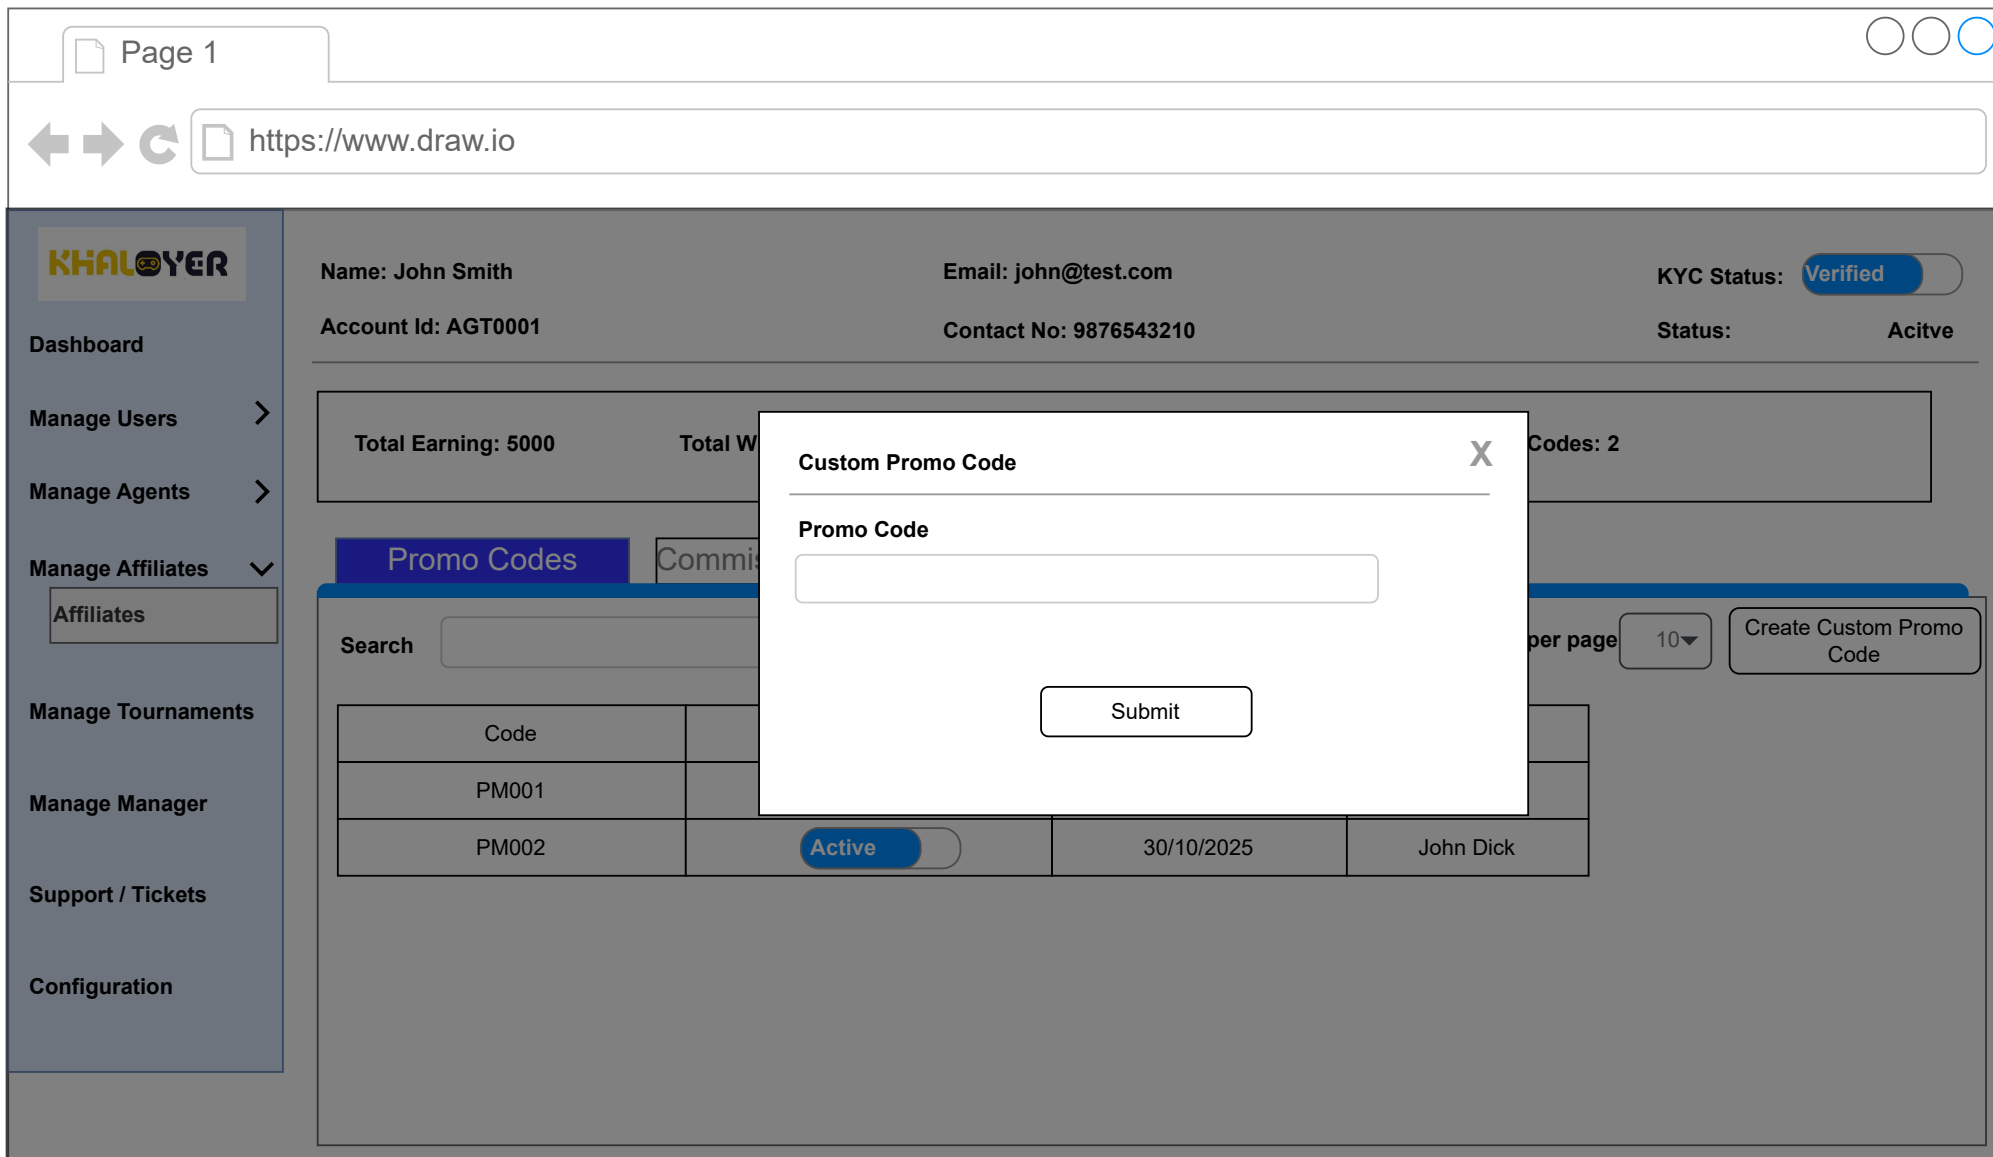 Page 1
https://www.draw.io
KHALOYER
Name: John Smith
Email: john@test.com
KYC Status:
Verified
Account Id: AGT0001
Contact No: 9876543210
Status:
Acitve
Dashboard
Manage Users
Manage Agents
Manage Affiliates
Affiliates
Manage Tournaments
Manage Manager
Support / Tickets
Configuration
Total Earning: 5000
Total
Codes: 2
Custom Promo Code
X
Promo Code
Submit
Promo Codes
Search
per page
10
Create Custom Promo
Code
Code
PM001
PM002
Active
30/10/2025
John Dick